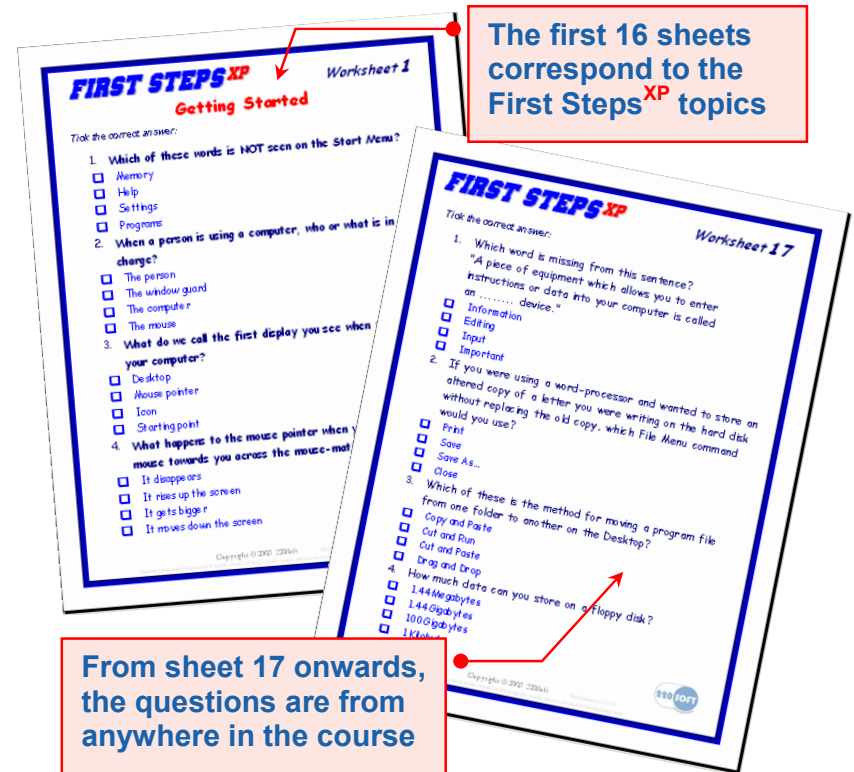 The first 16 sheets
correspond to the
First Steps XP topics
FIRST STEPS XP
Worksheet 1
Getting Started
Tick the correct answer:
1. Which of these words is NOT seen on the Start Menu?
Memory
Help
Settings
Programs
2. When a person is using a computer, who or what is in
charge?
The person
The window guard
The computer
The mouse
3. What do we call the first display you see when
your computer?
Desktop
Mouse pointer
Icon
Starting point
4. What happens to the mouse pointer when
mouse towards you across the mouse-mat
It disappears
It rises up the screen
It gets bigger
It moves down the screen
FIRST STEPS XP
Worksheet 17
Tick the correct answer:
1. Which word is missing from this sentence?
"A piece of equipment which allows you to enter
instructions or data into your computer is called
an ........ device."
Information
Editing
Input
Important
2. If you were using a word-processor and wanted to store an
altered copy of a letter you were writing on the hard disk
without replacing the old copy, which File Menu command
would you use?
Print
Save
Save As...
Close
3. Which of these is the method for moving a program file
from one folder to another on the Desktop?
Copy and Paste
Cut and Run
Cut and Paste
Drag and Drop
4. How much data can you store on a floppy disk?
1.44 Megabytes
1.44 Gigabytes
100 Gigabytes
220 SOFT
From sheet 17 onwards,
the questions are from
anywhere in the course